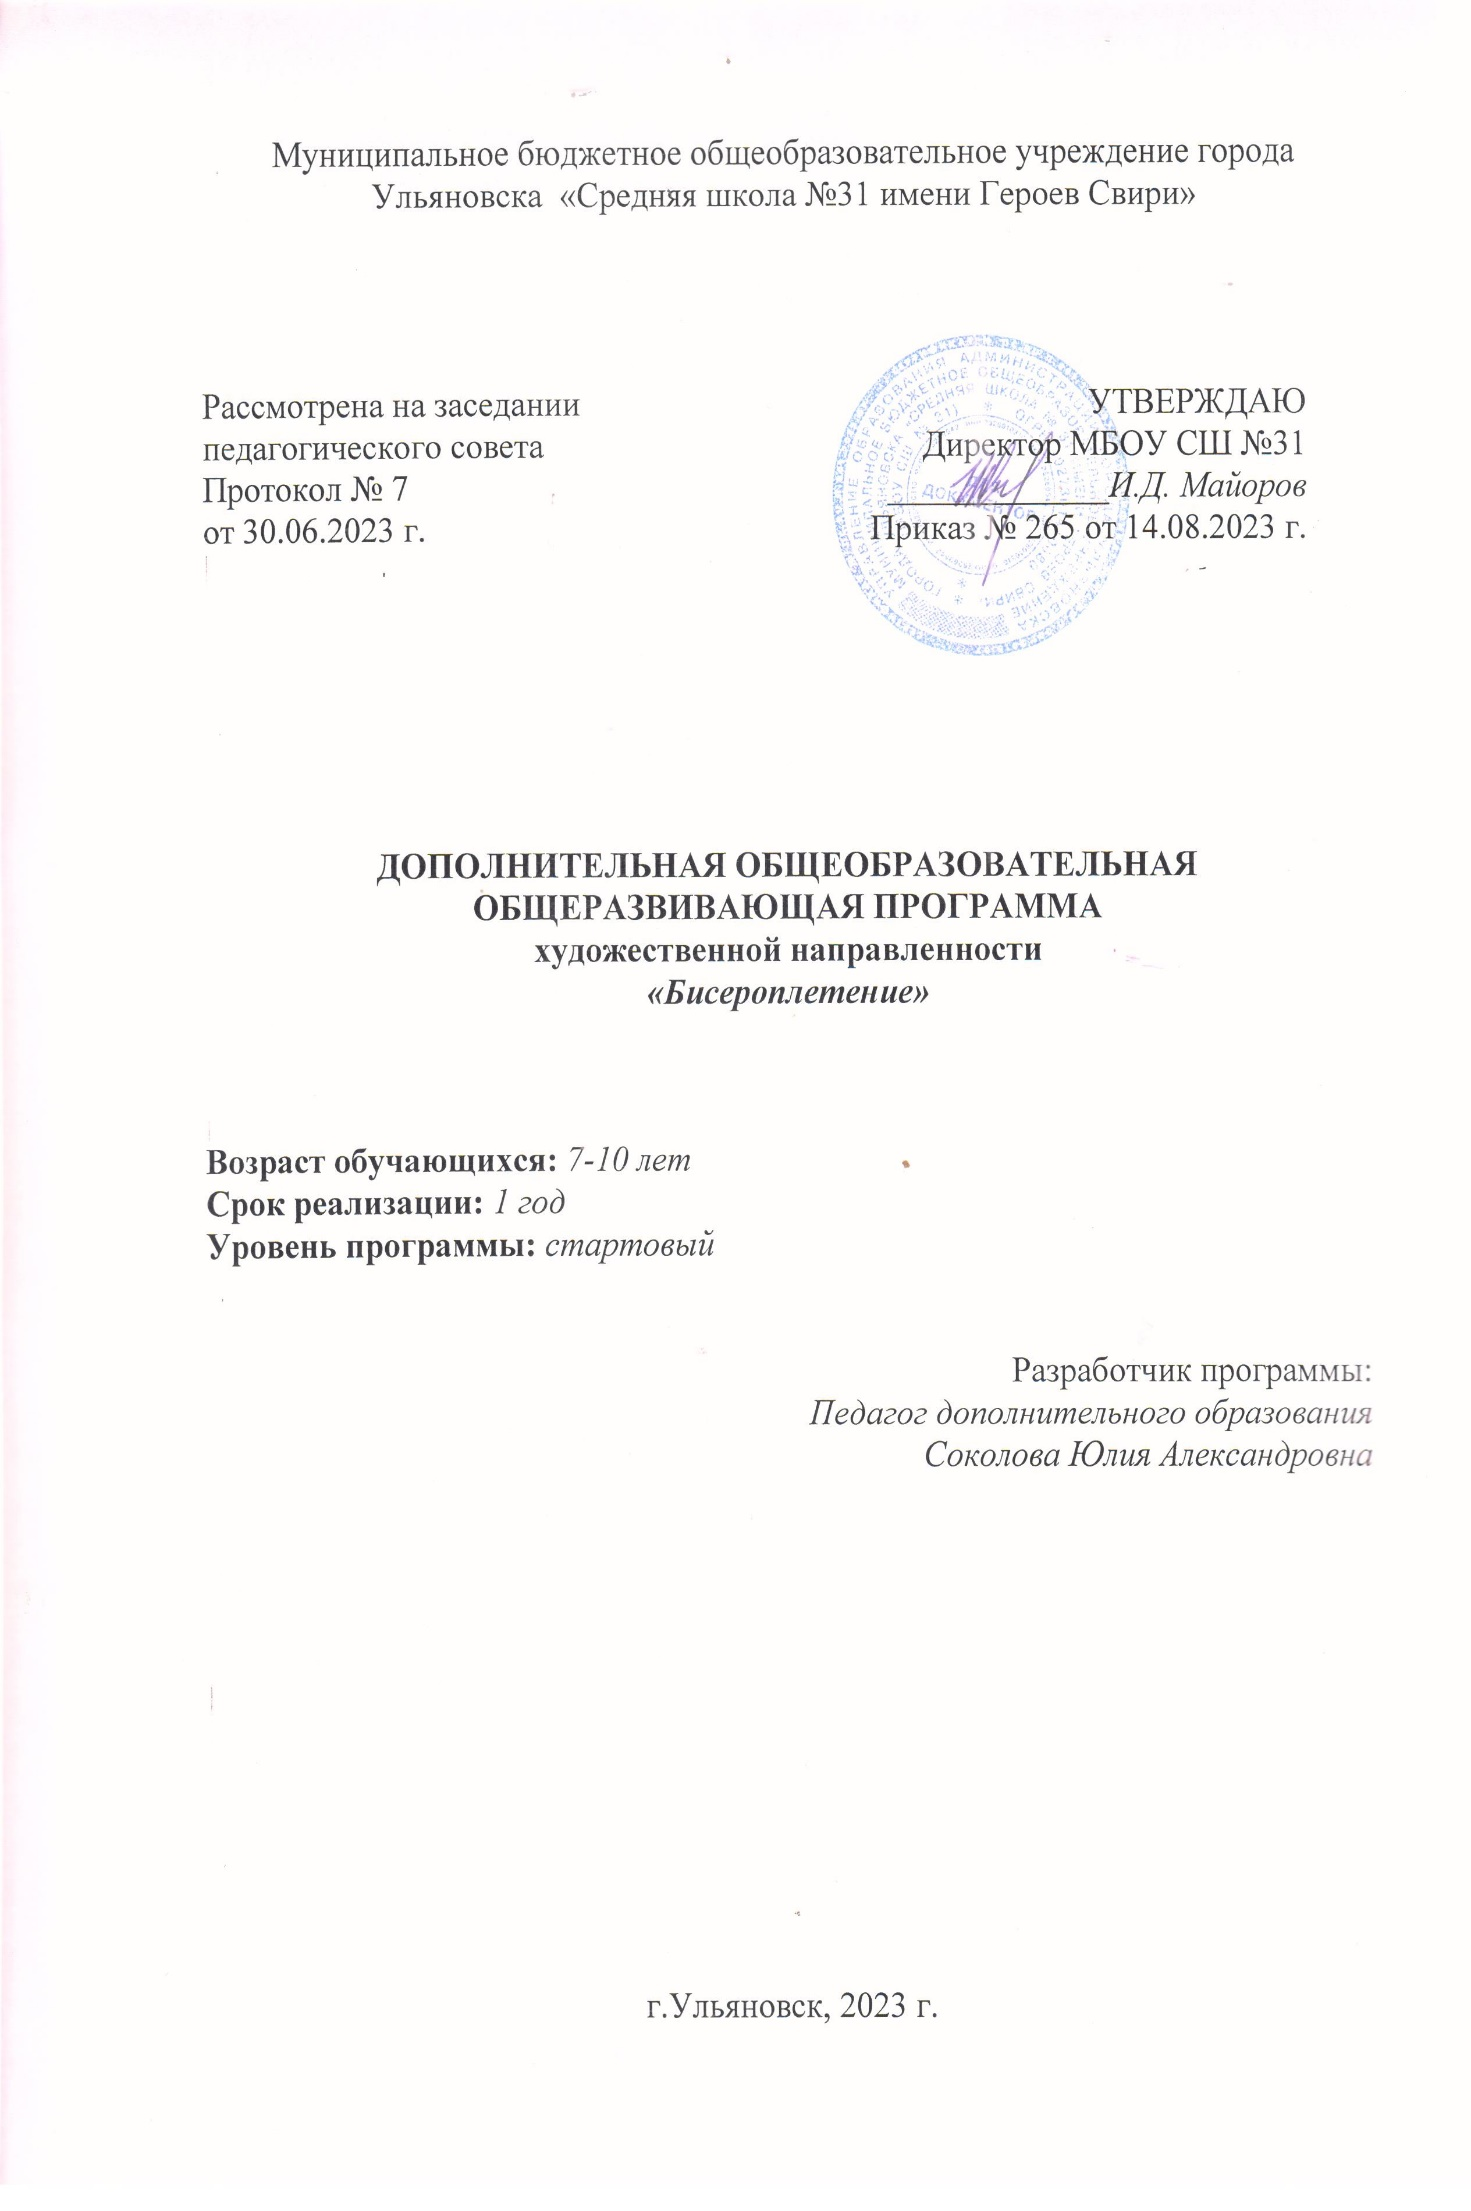 Муниципальное бюджетное общеобразовательное учреждение города
Ульяновска «Средняя школа №31 имени Героев Свири»
Рассмотрена на заседании
педагогического совета
Протокол № 7
от 30.06.2023 г.
УТВЕРЖДАЮ
Директор МБОУ СШ №31
____________И.Д. Майоров
Приказ № 265 от 14.08.2023 г.
ДОПОЛНИТЕЛЬНАЯ ОБЩЕОБРАЗОВАТЕЛЬНАЯ
ОБЩЕРАЗВИВАЮЩАЯ ПРОГРАММА
художественной направленности
«Бисероплетение»
Возраст обучающихся: 7-10 лет
Срок реализации: 1 год
Уровень программы: стартовый
Разработчик программы:
Педагог дополнительного образования
Соколова Юлия Александровна
г.Ульяновск, 2023 г.